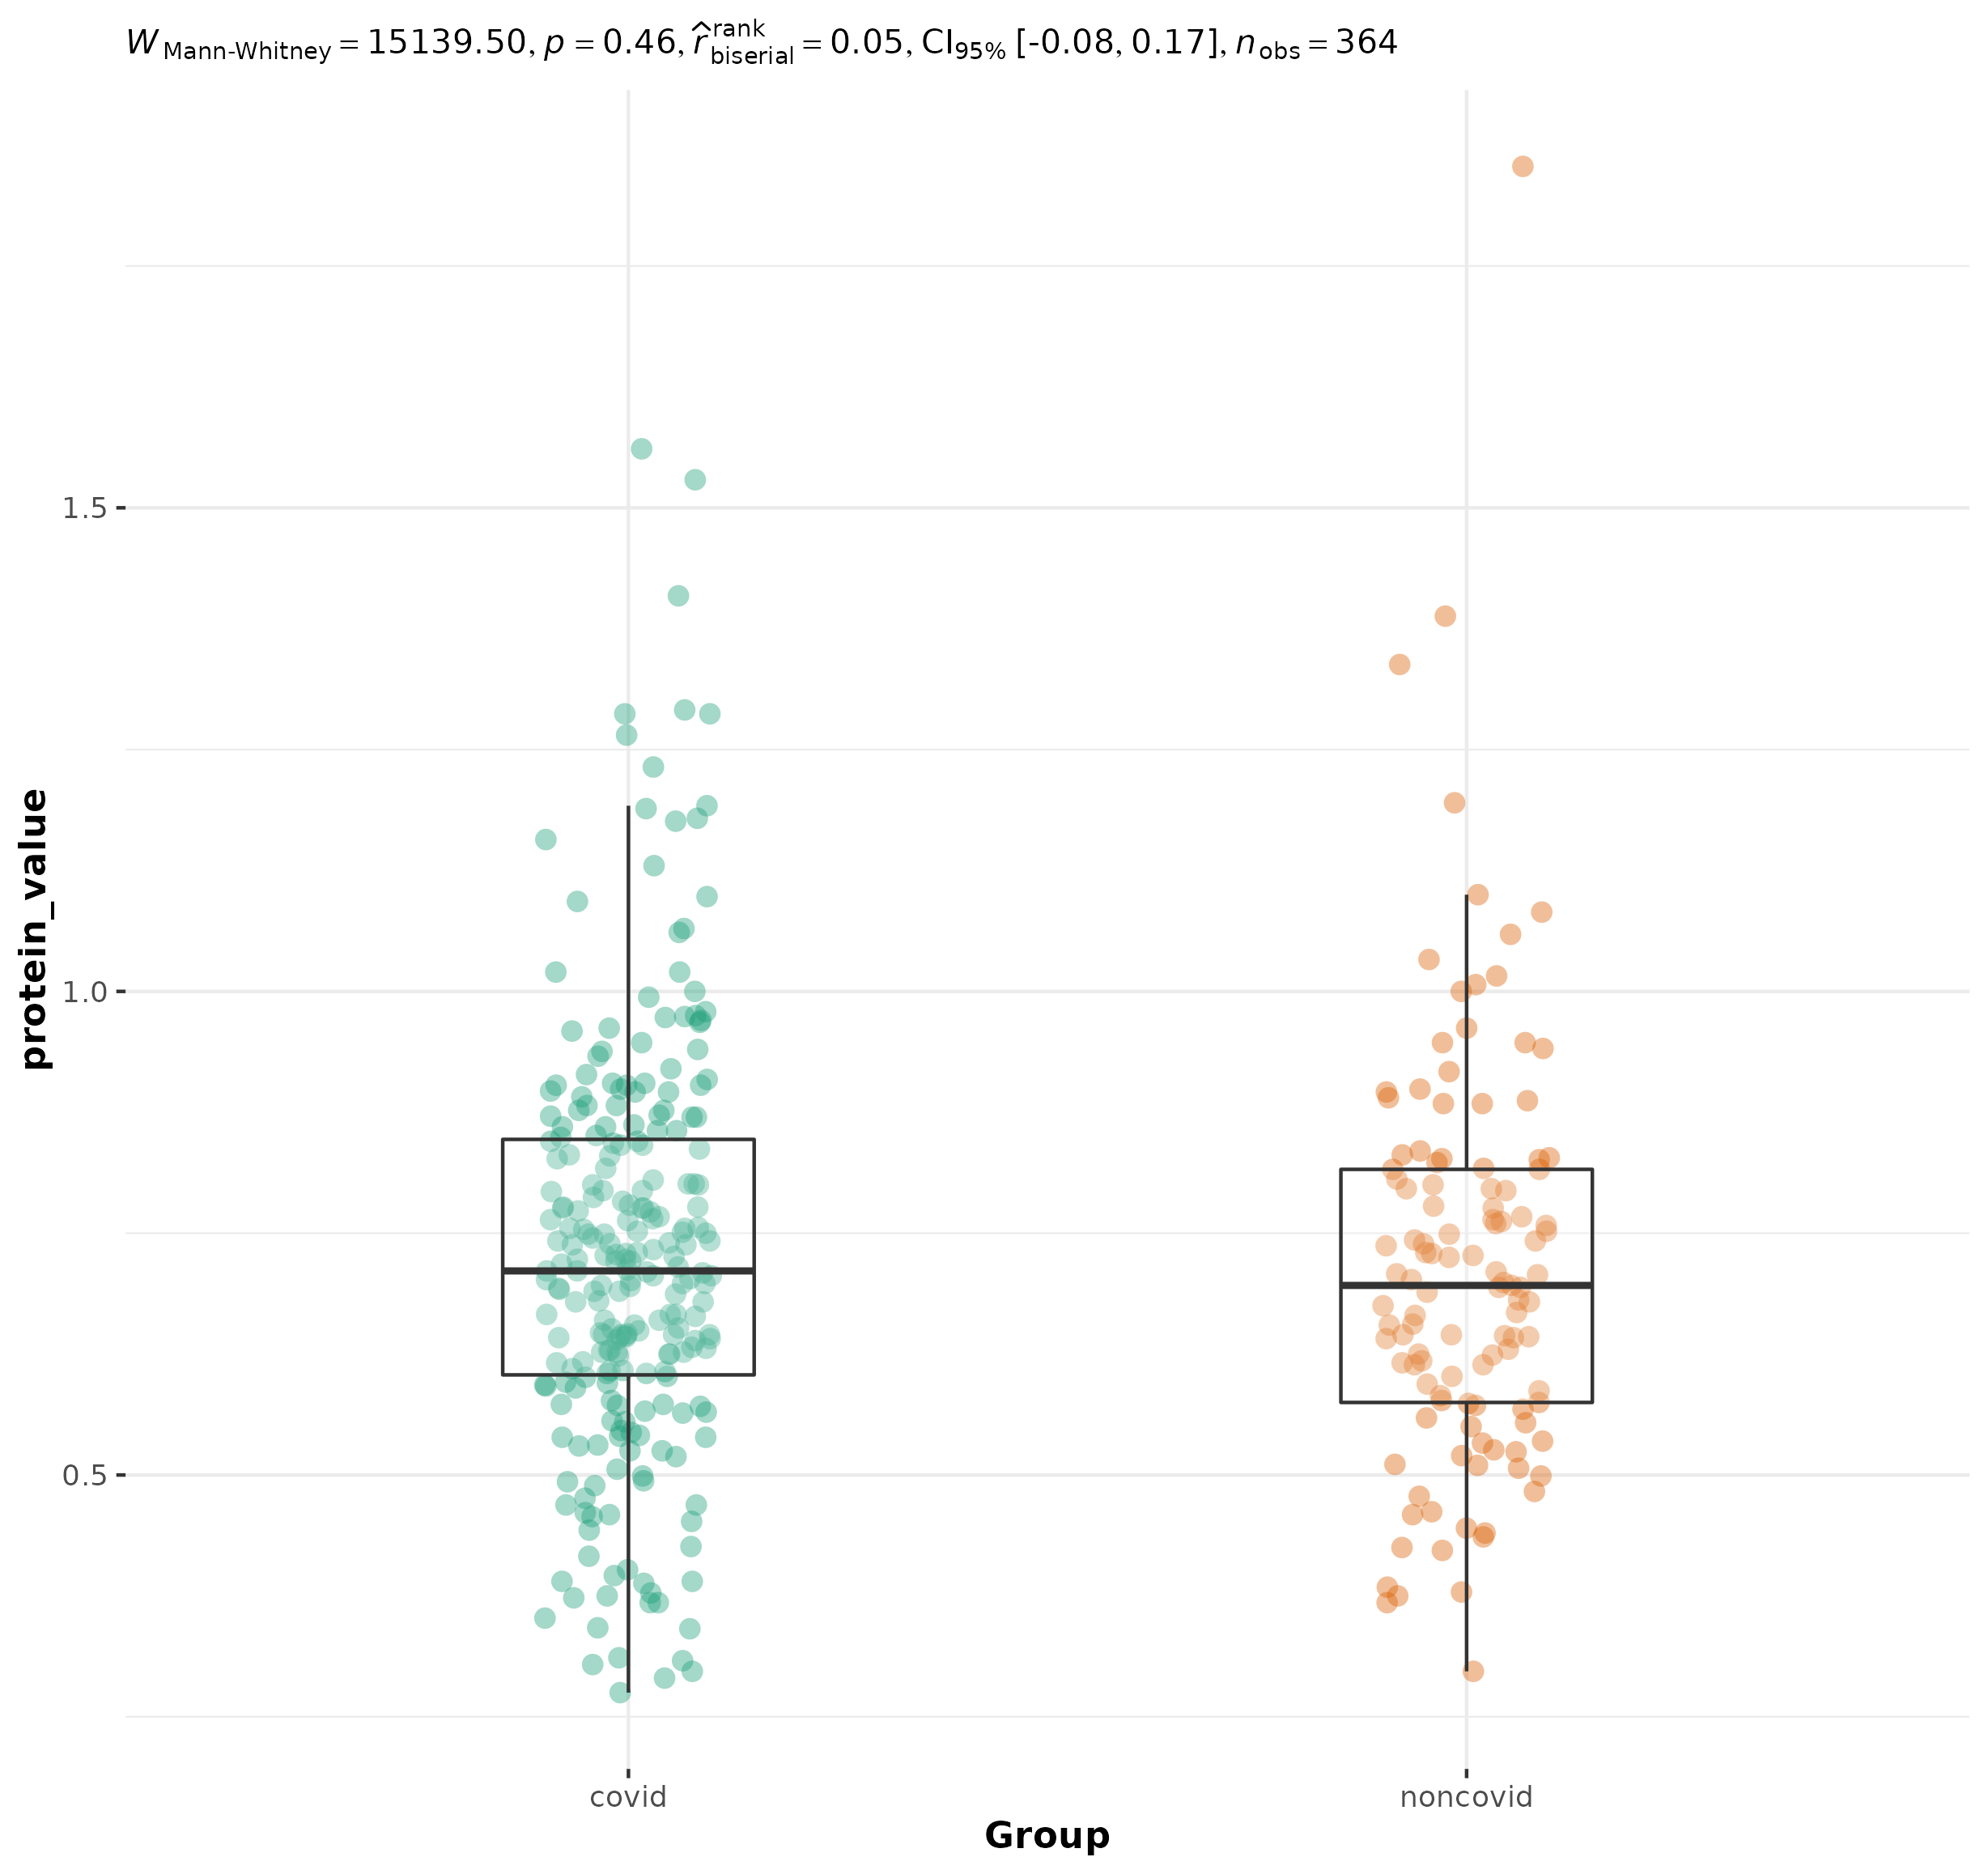 W Mann-Whitney = 15139.50, p = 0.46, r̂ rank biserial = 0.05, CI95% [-0.08, 0.17], nobs = 364
protein_value
1.5
1.0
0.5
covid noncovid
Group